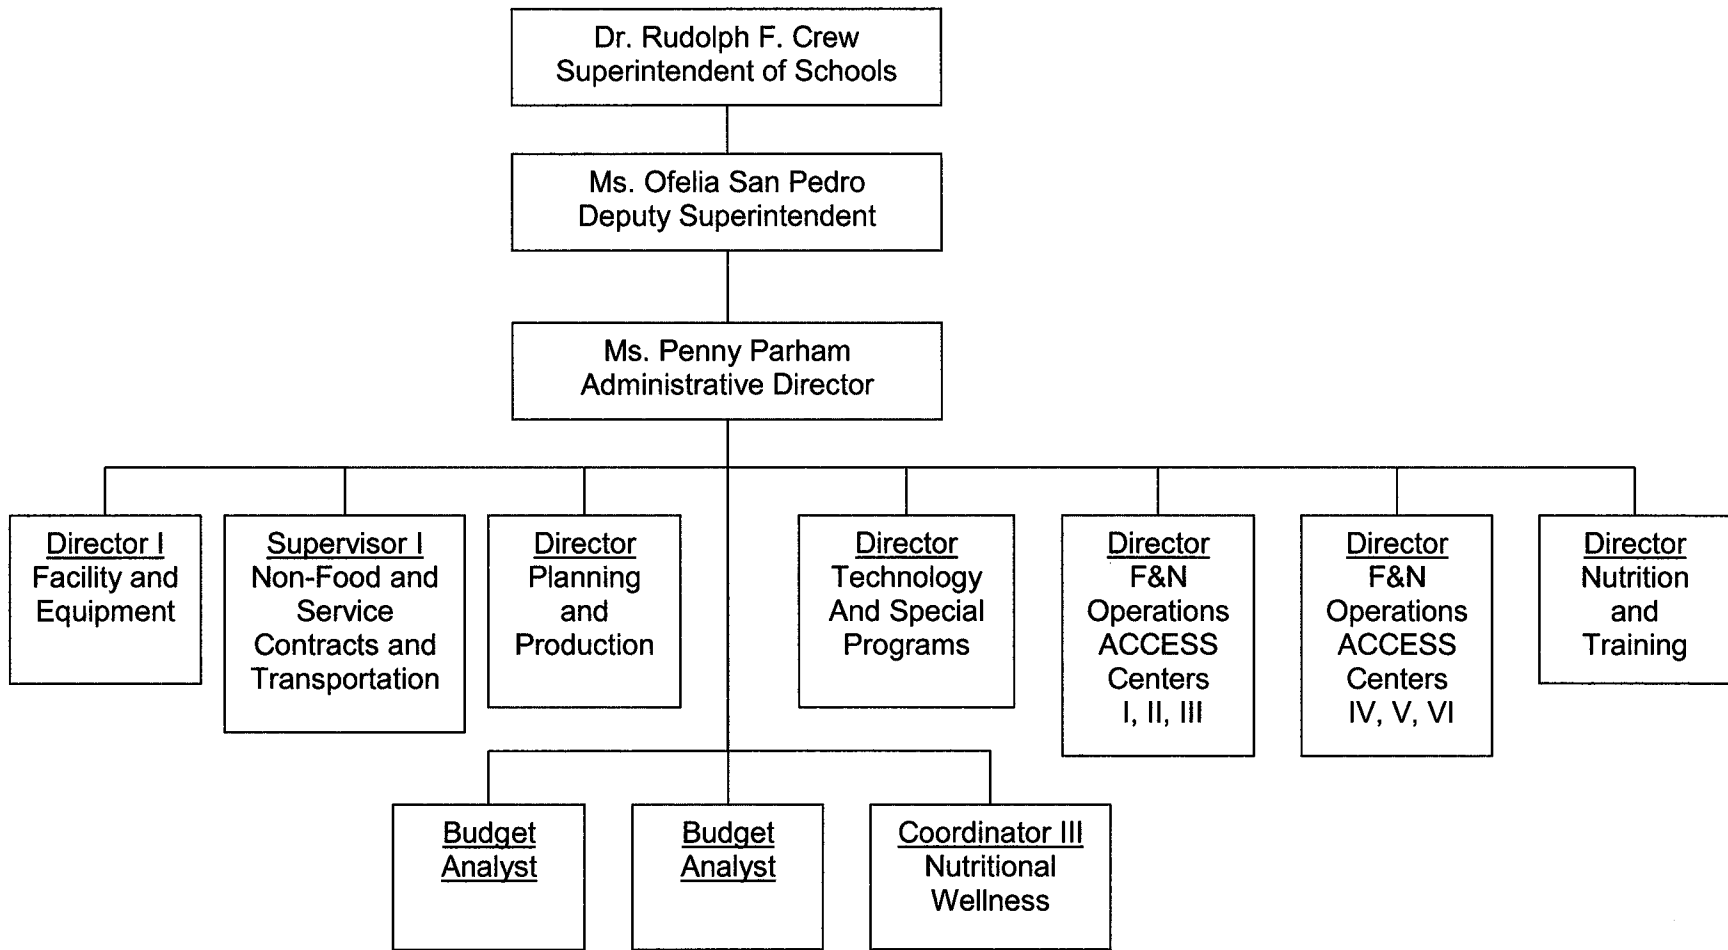 Dr. Rudolph F. Crew
Superintendent of Schools
Ms. Ofelia San Pedro
Deputy Superintendent
Ms. Penny Parham
Administrative Director
Director I
Facility and
Equipment
Supervisor I
Non-Food and
Service
Contracts and
Transportation
Director
Planning
and
Production
Director
Technology
And Special
Programs
Director
F&N
Operations
ACCESS
Centers
I, II, III
Director
F&N
Operations
ACCESS
Centers
IV, V, VI
Director
Nutrition
and
Training
Budget
Analyst
Budget
Analyst
Coordinator III
Nutritional
Wellness